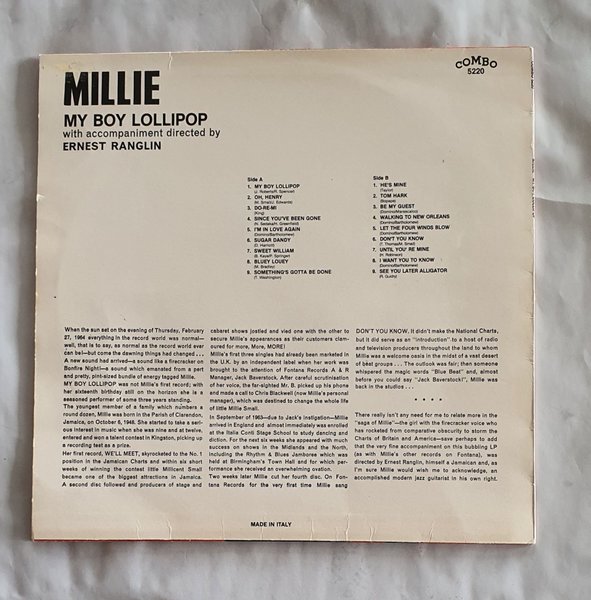 MILLIE
COMBO
5220
MY BOY LOLLIPOP
with accompaniment directed by
ERNEST RANGLIN
Side A
1. MY BOY LOLLIPOP
(J. Roberts/R. Spencer)
2. OH, HENRY
(M. Small/J. Edwards)
3. DO-RE-MI
(King)
4. SINCE YOU'VE BEEN GONE
(N. Sedaka/H. Greenfield)
5. I'M IN LOVE AGAIN
(Domino/Bartholomew)
6. SUGAR DANDY
(D. Harriott)
7. SWEET WILLIAM
(B. Kaye/P. Springer)
8. BLUEY LOUEY
(M. Bradley)
9. SOMETHING'S GOTTA BE DONE
(T. Washington)
Side B
1. HE'S MINE
(Taylor)
2. TOM HARK
(Bopape)
3. BE MY GUEST
(Domino/Marascalco)
4. WALKING TO NEW ORLEANS
(Domino/Bartholomew)
5. LET THE FOUR WINDS BLOW
(Domino/Bartholomew)
6. DON'T YOU KNOW
(T. Thomas/M. Small)
7. UNTIL YOU' RE MINE
(H. Robinson)
8. I WANT YOU TO KNOW
(Domino/Bartholomew)
9. SEE YOU LATER ALLIGATOR
(R. Guidry)
When the sun set on the evening of Thursday, February
27, 1964 everything in the record world was normal—
well, that is to say, as normal as the record world ever
can be!—but come the dawning things had changed . . .
A new sound had arrived—a sound like a firecracker on
Bonfire Night!—a sound which emanated from a pert
and pretty, pint-sized bundle of energy tagged Millie.
MY BOY LOLLIPOP was not Millie's first record; with
her sixteenth birthday still on the horizon she is a
seasoned performer of some three years standing.
The youngest member of a family which numbers a
round dozen, Millie was born in the Parish of Clarendon,
Jamaica, on October 6, 1948. She started to take a seri-
ous interest in music when she was nine and at twelve,
entered and won a talent contest in Kingston, picking up
a recording test as a prize.
Her first record, WE'LL MEET, skyrocketed to the No. 1
position in the Jamaican Charts and within six short
weeks of winning the contest little Millicent Small
became one of the biggest attractions in Jamaica.
A second disc followed and producers of stage and
cabaret shows jostled and vied one with the other to
secure Millie's appearances as their customers clam-
oured for more, More, MORE!
Millie's first three singles had already been marketed in
the U.K. by an independent label when her work was
brought to the attention of Fontana Records A & R
Manager, Jack Baverstock. After careful scrutinisation
of her voice, the far-sighted Mr. B. picked up his phone
and made a call to Chris Blackwell (now Millie's personal
manager), which was destined to change the whole life
of little Millie Small.
In September of 1963—due to Jack's instigation—Millie
arrived in England and almost immediately was enrolled
at the Italia Conti Stage School to study dancing and
diction. For the next six weeks she appeared with much
success on shows in the Midlands and the North,
including the Rhythm & Blues Jamboree which was
held at Birmingham's Town Hall and for which per-
formance she received an overwhelming ovation.
Two weeks later Millie cut her fourth disc. On Fon-
tana Records for the very first time Millie sang
DON'T YOU KNOW. It didn't make the National Charts,
but it did serve as an "introduction" to a host of radio
and television producers throughout the land to whom
Millie was a welcome oasis in the midst of a vast desert
of beat groups . . . The outlook was fair; then someone
whispered the magic words "Blue Beat" and, almost
before you could say "Jack Baverstock!", Millie was
back in the studios . . .
* * * *
There really isn't any need for me to relate more in the
"saga of Millie"—the girl with the firecracker voice who
has rocketed from comparative obscurity to storm the
Charts of Britain and America—save perhaps to add
that the very fine accompaniment on this bubbling LP
(as with Millie's other records on Fontana), was
directed by Ernest Ranglin, himself a Jamaican and, as
I'm sure Millie would wish me to acknowledge, an
accomplished modern jazz guitarist in his own right.
MADE IN ITALY